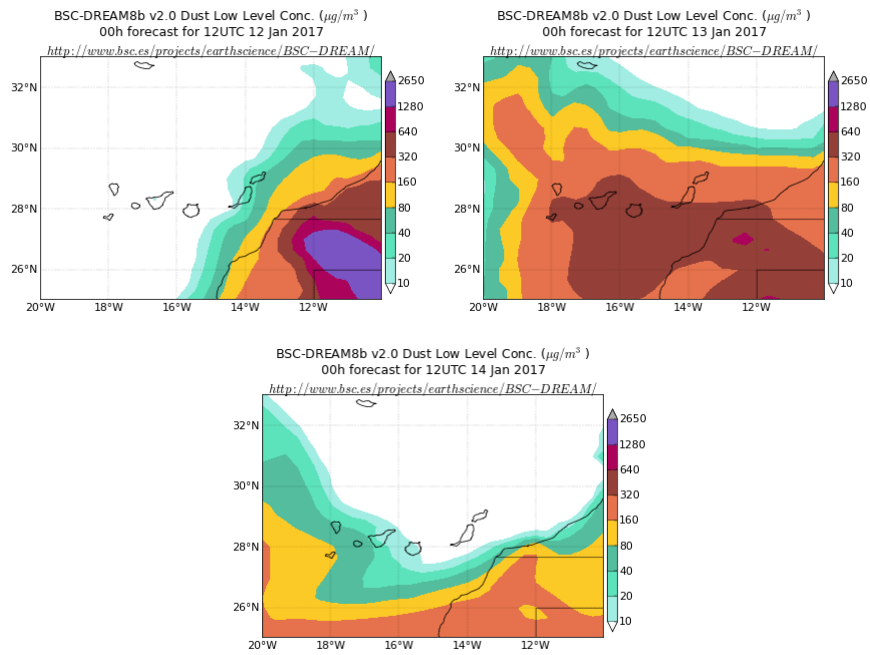 BSC-DREAM8b v2.0 Dust Low Level Conc. (μg/m³ )
00h forecast for 12UTC 12 Jan 2017
http://www.bsc.es/projects/earthscience/BSC−DREAM/
32°N
30°N
28°N
26°N
20°W 18°W 16°W 14°W 12°W
2650
1280
640
320
160
80
40
20
10
BSC-DREAM8b v2.0 Dust Low Level Conc. (μg/m³ )
00h forecast for 12UTC 13 Jan 2017
http://www.bsc.es/projects/earthscience/BSC−DREAM/
32°N
30°N
28°N
26°N
20°W 18°W 16°W 14°W 12°W
2650
1280
640
320
160
80
40
20
10
BSC-DREAM8b v2.0 Dust Low Level Conc. (μg/m³ )
00h forecast for 12UTC 14 Jan 2017
http://www.bsc.es/projects/earthscience/BSC−DREAM/
32°N
30°N
28°N
26°N
20°W 18°W 16°W 14°W 12°W
2650
1280
640
320
160
80
40
20
10